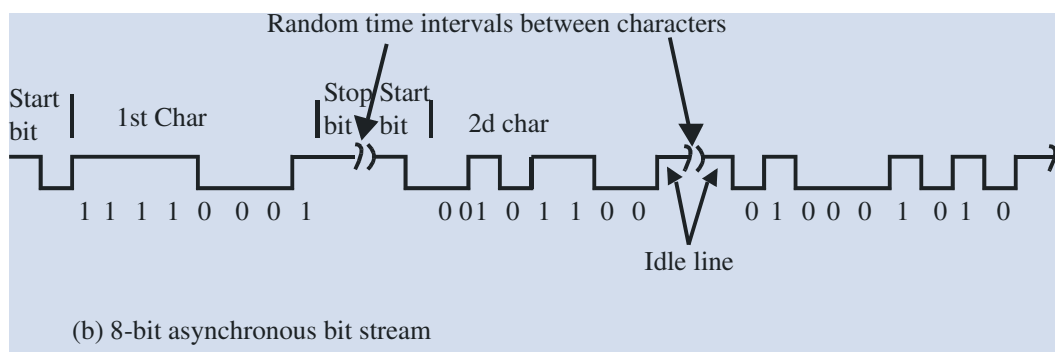 Random time intervals between characters
Start bit
1st Char
Stop bit
Start bit
2d char
1 1 1 1 0 0 0 1
0 0 1 0 1 1 0 0
0 1 0 0 0 1 0 1 0
Idle line
(b) 8-bit asynchronous bit stream